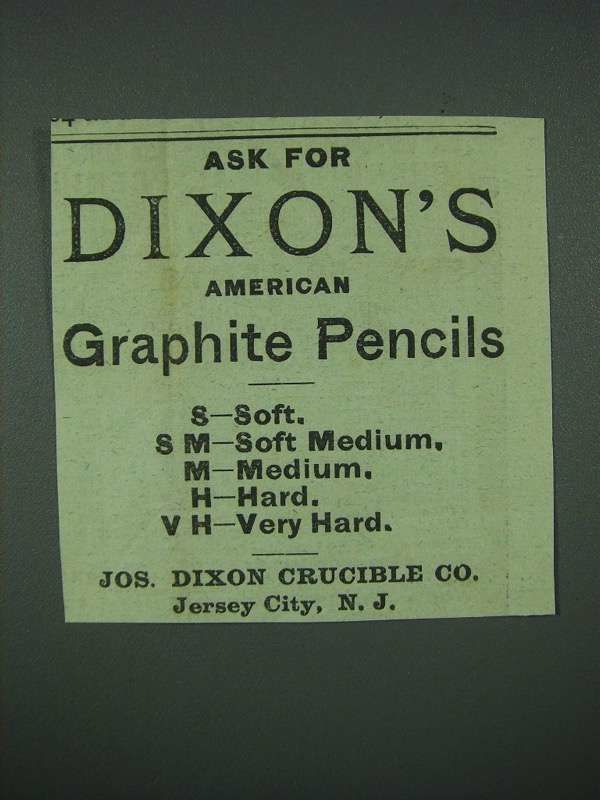 ASK FOR
DIXON'S
AMERICAN
Graphite Pencils
S—Soft.
S M—Soft Medium.
M—Medium.
H—Hard.
V H—Very Hard.
JOS. DIXON CRUCIBLE CO.
Jersey City, N. J.